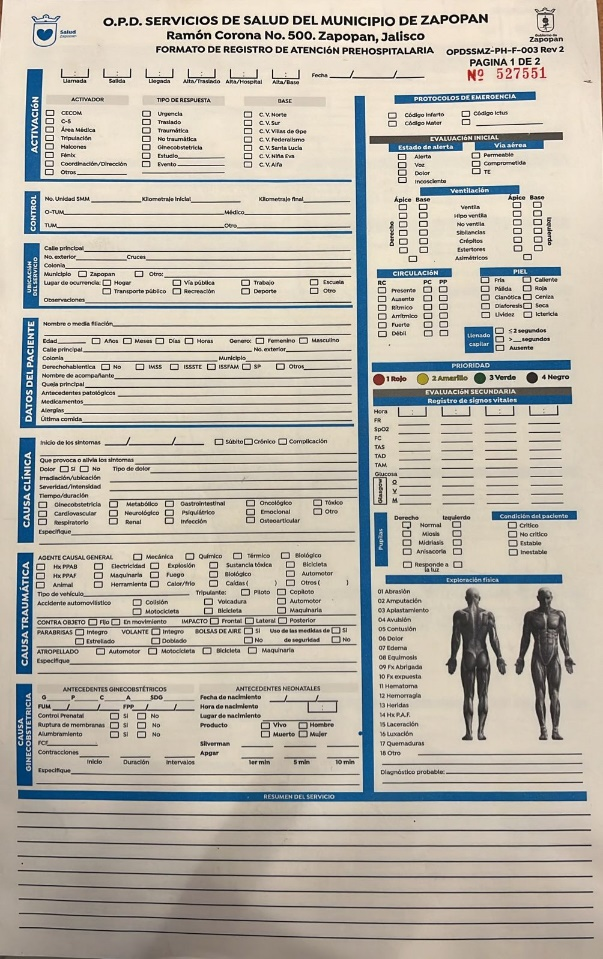 Salud
Zapopan
O.P.D. SERVICIOS DE SALUD DEL MUNICIPIO DE ZAPOPAN
Ramón Corona No. 500. Zapopan, Jalisco
FORMATO DE REGISTRO DE ATENCIÓN PREHOSPITALARIA
Gobierno de
Zapopan
OPDSSMZ-PH-F-003 Rev 2
PAGINA 1 DE 2
Nº 527551
Llamada Salida Llegada Alta/Traslado Alta/Hospital Alta/Base Fecha
ACTIVACIÓN
ACTIVADOR TIPO DE RESPUESTA BASE
CECOM Urgencia C.V. Norte
C-5 Traslado C.V. Sur
Área Médica Traumática C.V. Villas de Gpe
Tripulación No traumática C.V. Federalismo
Halcones Ginecobstetricia C.V. Santa Lucia
Fénix Estudio C.V. Niña Eva
Coordinación/Dirección Evento C.V. Alfa
Otros
CONTROL
No. Unidad SMM Kilometraje Inicial Kilometraje final
O-TUM Médico
TUM Otro
UBICACIÓN DEL SERVICIO
Calle principal
No. exterior Cruces
Colonia
Municipio Zapopan Otro:
Lugar de ocurrencia: Hogar Vía pública Trabajo Escuela
Transporte público Recreación Deporte Otro
Observaciones
DATOS DEL PACIENTE
Nombre o media filiación
Edad Años Meses Días Horas Genero: Femenino Masculino
Calle principal No. exterior
Colonia Municipio
Derechohabientica No IMSS ISSSTE ISSFAM SP Otros
Nombre de acompañante
Queja principal
Antecedentes patológicos
Medicamentos
Alergias
Última comida
CAUSA CLÍNICA
Inicio de los síntomas Súbito Crónico Complicación
Que provoca o alivia los síntomas
Dolor Si No Tipo de dolor
Irradiación/ubicación
Severidad/intensidad
Tiempo/duración
Ginecobstétricia Metabólico Gastrointestinal Oncológico Tóxico
Cardiovascular Neurológico Psiquiátrico Emocional Otro
Respiratorio Renal Infección Osteoarticular
Especifique
CAUSA TRAUMÁTICA
AGENTE CAUSAL GENERAL Mecánica Químico Térmico Biológico
Hx PPAB Electricidad Explosión Sustancia tóxica Bicicleta
Hx PPAF Maquinaria Fuego Biológico Automotor
Animal Herramienta Calor/frio Caídas ( ) Otros ( )
Tipo de vehículo Tripulante: Piloto Copiloto
Accidente automovilístico Colisión Volcadura Automotor
Motocicleta Bicicleta Maquinaria
CONTRA OBJETO Fijo En movimiento IMPACTO Frontal Lateral Posterior
PARABRISAS Integro VOLANTE Integro BOLSAS DE AIRE Si Uso de las medidas de Si
Estrellado Doblado No de seguridad No
ATROPELLADO Automotor Motocicleta Bicicleta Maquinaria
Especifique
CAUSA GINECOBSTETRICIA
ANTECEDENTES GINECOBSTÉTRICOS ANTECEDENTES NEONATALES
G P C A SDG Fecha de nacimiento
FUM FPP Hora de nacimiento
Control Prenatal Si No Lugar de nacimiento
Ruptura de membranas Si No Producto Vivo Hombre
Alumbramiento Si No Muerto Mujer
FCF Silverman
Contracciones Apgar
Inicio Duración Intervalos 1er min 5 min 10 min
Especifique
PROTOCOLOS DE EMERGENCIA
Código Infarto Código Ictus
Código Mater
EVALUACIÓN INICIAL
Estado de alerta Vía aérea
Alerta Permeable
Voz Comprometida
Dolor TE
Incosciente
Ventilación
Ápice Base Ápice Base
Derecho
Izquierdo
Ventila
Hipo ventila
No ventila
Sibilancias
Crépitos
Estertores
Asimétricos
CIRCULACIÓN PIEL
RC PC PP Fría Caliente
Presente Pálida Roja
Ausente Cianótica Ceniza
Ritmico Diaforesis Seca
Arritmico Lívidez Ictericia
Fuerte
Débil
Llenado capilar
≤ 2 segundos
> segundos
Ausente
PRIORIDAD
1 Rojo 2 Amarillo 3 Verde 4 Negro
EVALUACIÓN SECUNDARIA
Registro de signos vitales
Hora
FR
SpO2
FC
TAS
TAD
TAM
Glucosa
Glasgow
O
V
M
Pupilas
Derecho Izquierdo Condición del paciente
Normal Crítico
Miosis No crítico
Midriasis Estable
Anisocoria Inestable
Responde a la luz
Exploración física
01 Abrasión
02 Amputación
03 Aplastamiento
04 Avulsión
05 Contusión
06 Dolor
07 Edema
08 Equimosis
09 Fx Abrigada
10 Fx expuesta
11 Hematoma
12 Hemorragia
13 Heridas
14 Hx P.A.F.
15 Laceración
16 Luxación
17 Quemaduras
18 Otro
Diagnóstico probable:
RESUMEN DEL SERVICIO